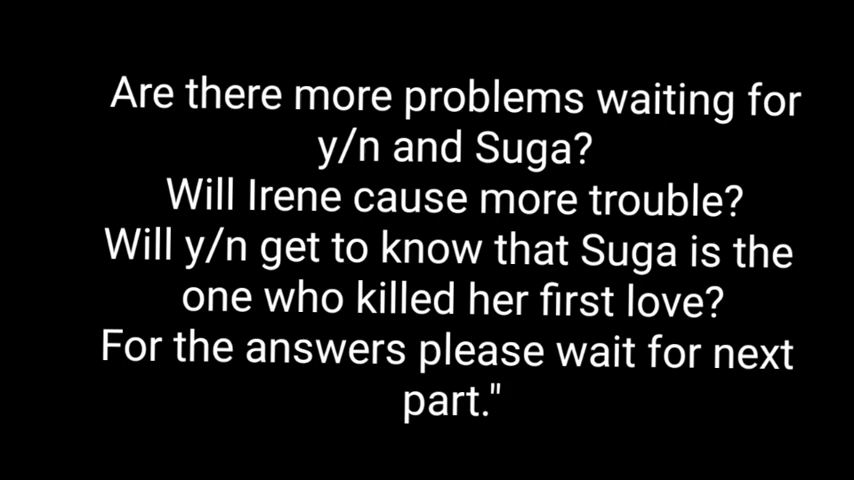 Are there more problems waiting for
y/n and Suga?
Will Irene cause more trouble?
Will y/n get to know that Suga is the
one who killed her first love?
For the answers please wait for next
part."